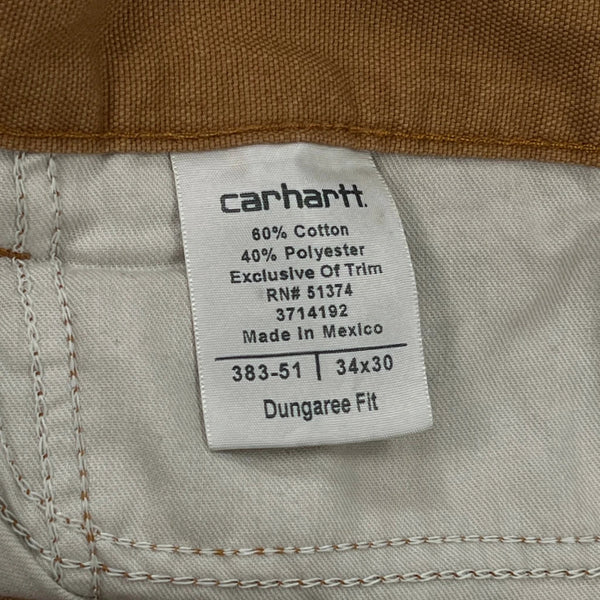 carhartt.
60% Cotton
40% Polyester
Exclusive Of Trim
RN# 51374
3714192
Made In Mexico
383-51 | 34x30
Dungaree Fit